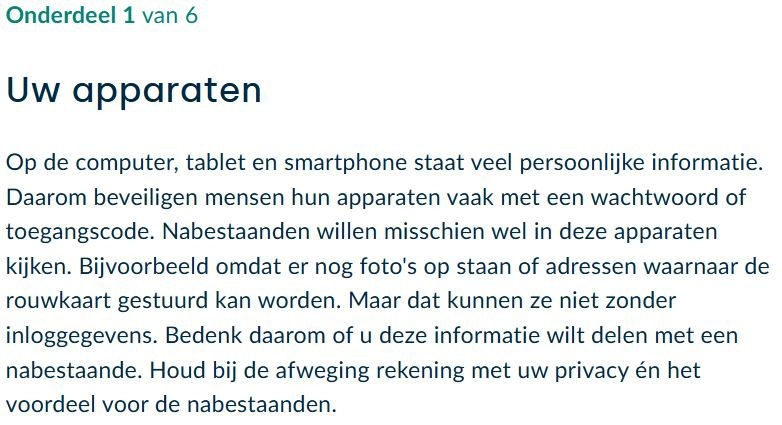 Onderdeel 1 van 6
Uw apparaten
Op de computer, tablet en smartphone staat veel persoonlijke informatie.
Daarom beveiligen mensen hun apparaten vaak met een wachtwoord of
toegangscode. Nabestaanden willen misschien wel in deze apparaten
kijken. Bijvoorbeeld omdat er nog foto's op staan of adressen waarnaar de
rouwkaart gestuurd kan worden. Maar dat kunnen ze niet zonder
inloggegevens. Bedenk daarom of u deze informatie wilt delen met een
nabestaande. Houd bij de afweging rekening met uw privacy én het
voordeel voor de nabestaanden.